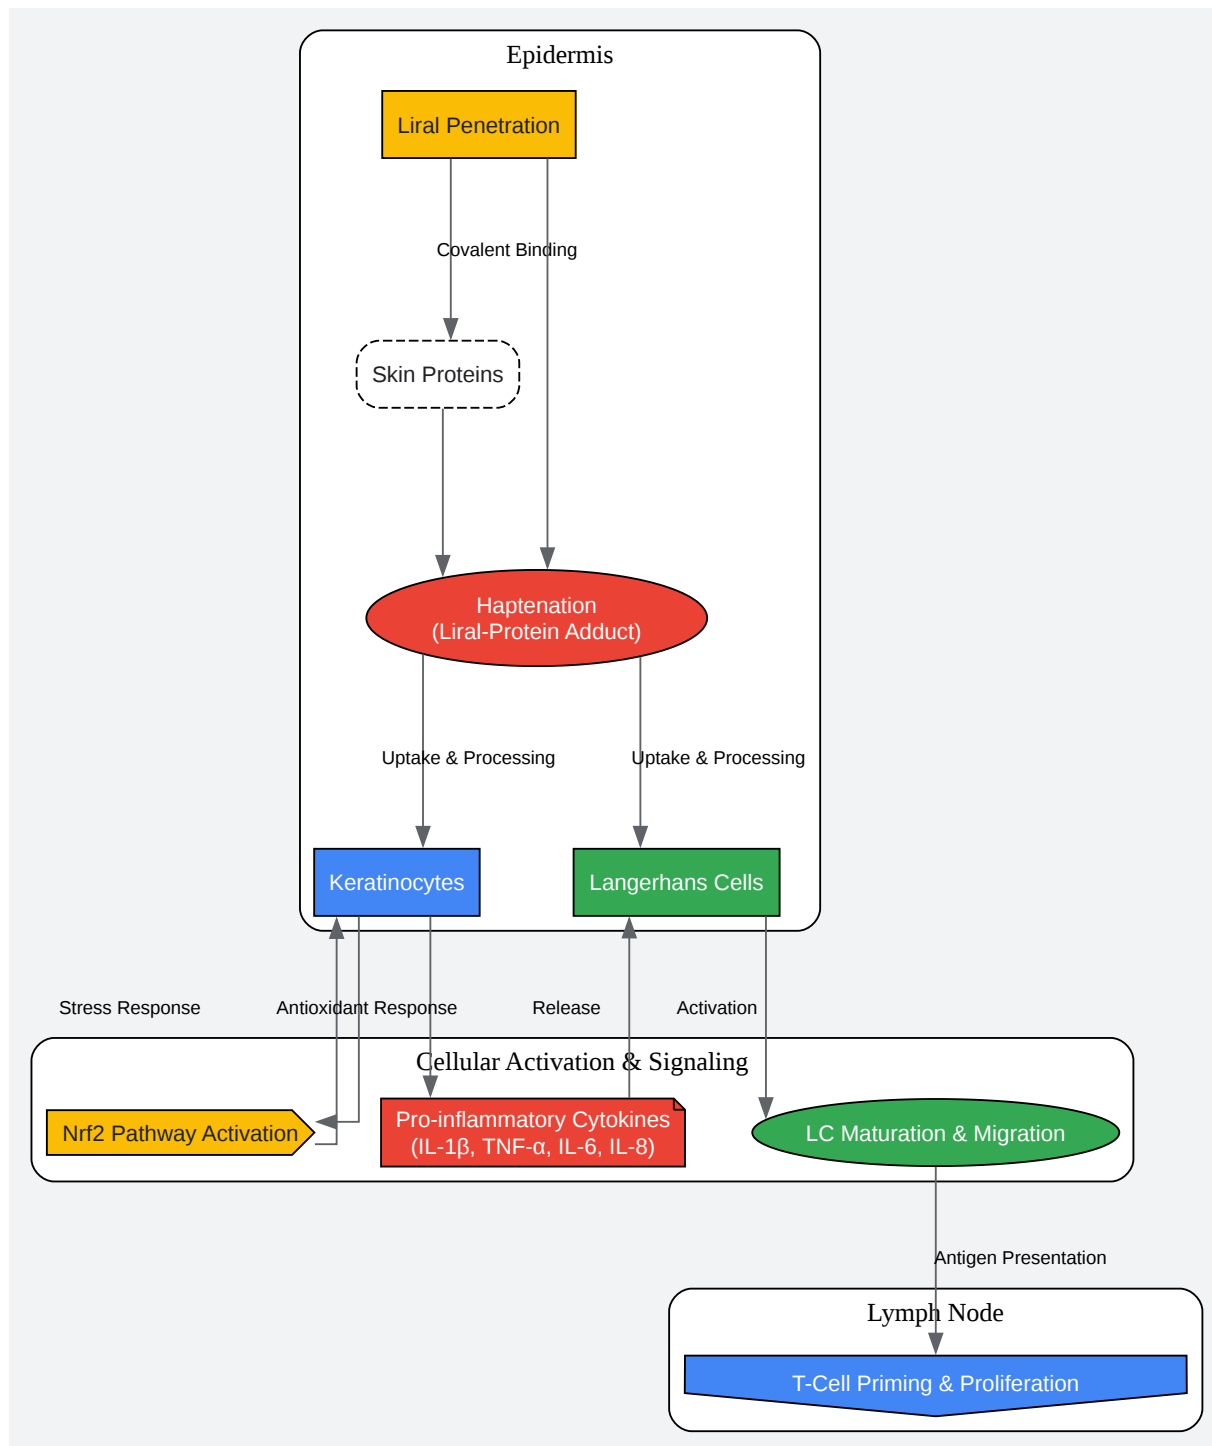 Epidermis
Liral Penetration
Covalent Binding
Skin Proteins
Haptenation
(Liral-Protein Adduct)
Uptake & Processing
Uptake & Processing
Keratinocytes
Langerhans Cells
Stress Response
Antioxidant Response
Release
Activation
Cellular Activation & Signaling
Nrf2 Pathway Activation
Pro-inflammatory Cytokines
(IL-1β, TNF-α, IL-6, IL-8)
LC Maturation & Migration
Antigen Presentation
Lymph Node
T-Cell Priming & Proliferation